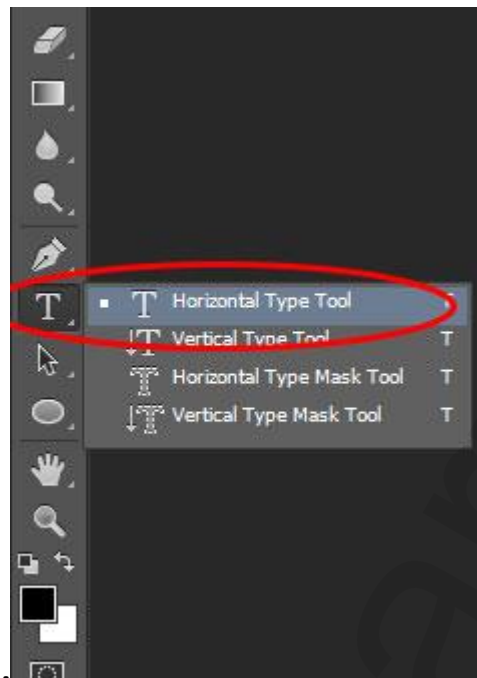 T Horizontal Type Tool T
T Vertical Type Tool T
T Horizontal Type Mask Tool T
T Vertical Type Mask Tool T